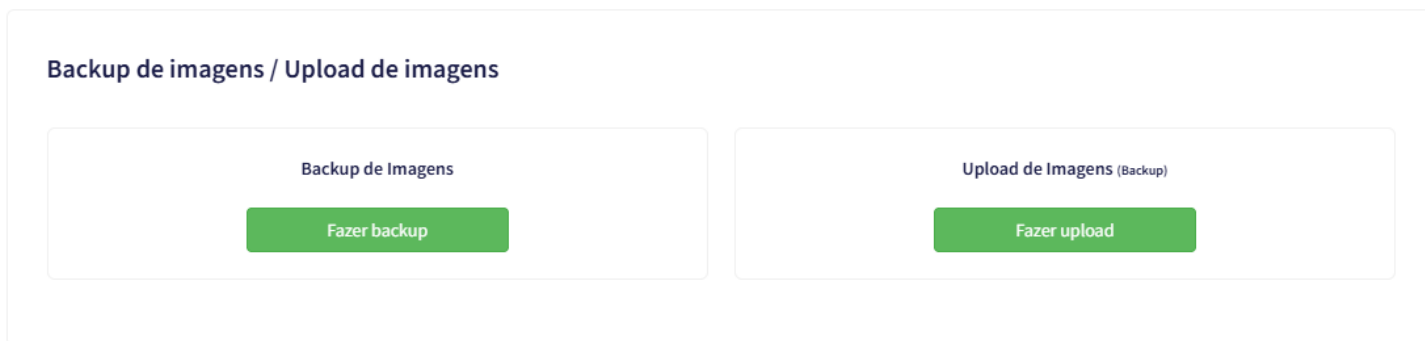 Backup de imagens / Upload de imagens
Backup de Imagens
Fazer backup
Upload de Imagens (Backup)
Fazer upload